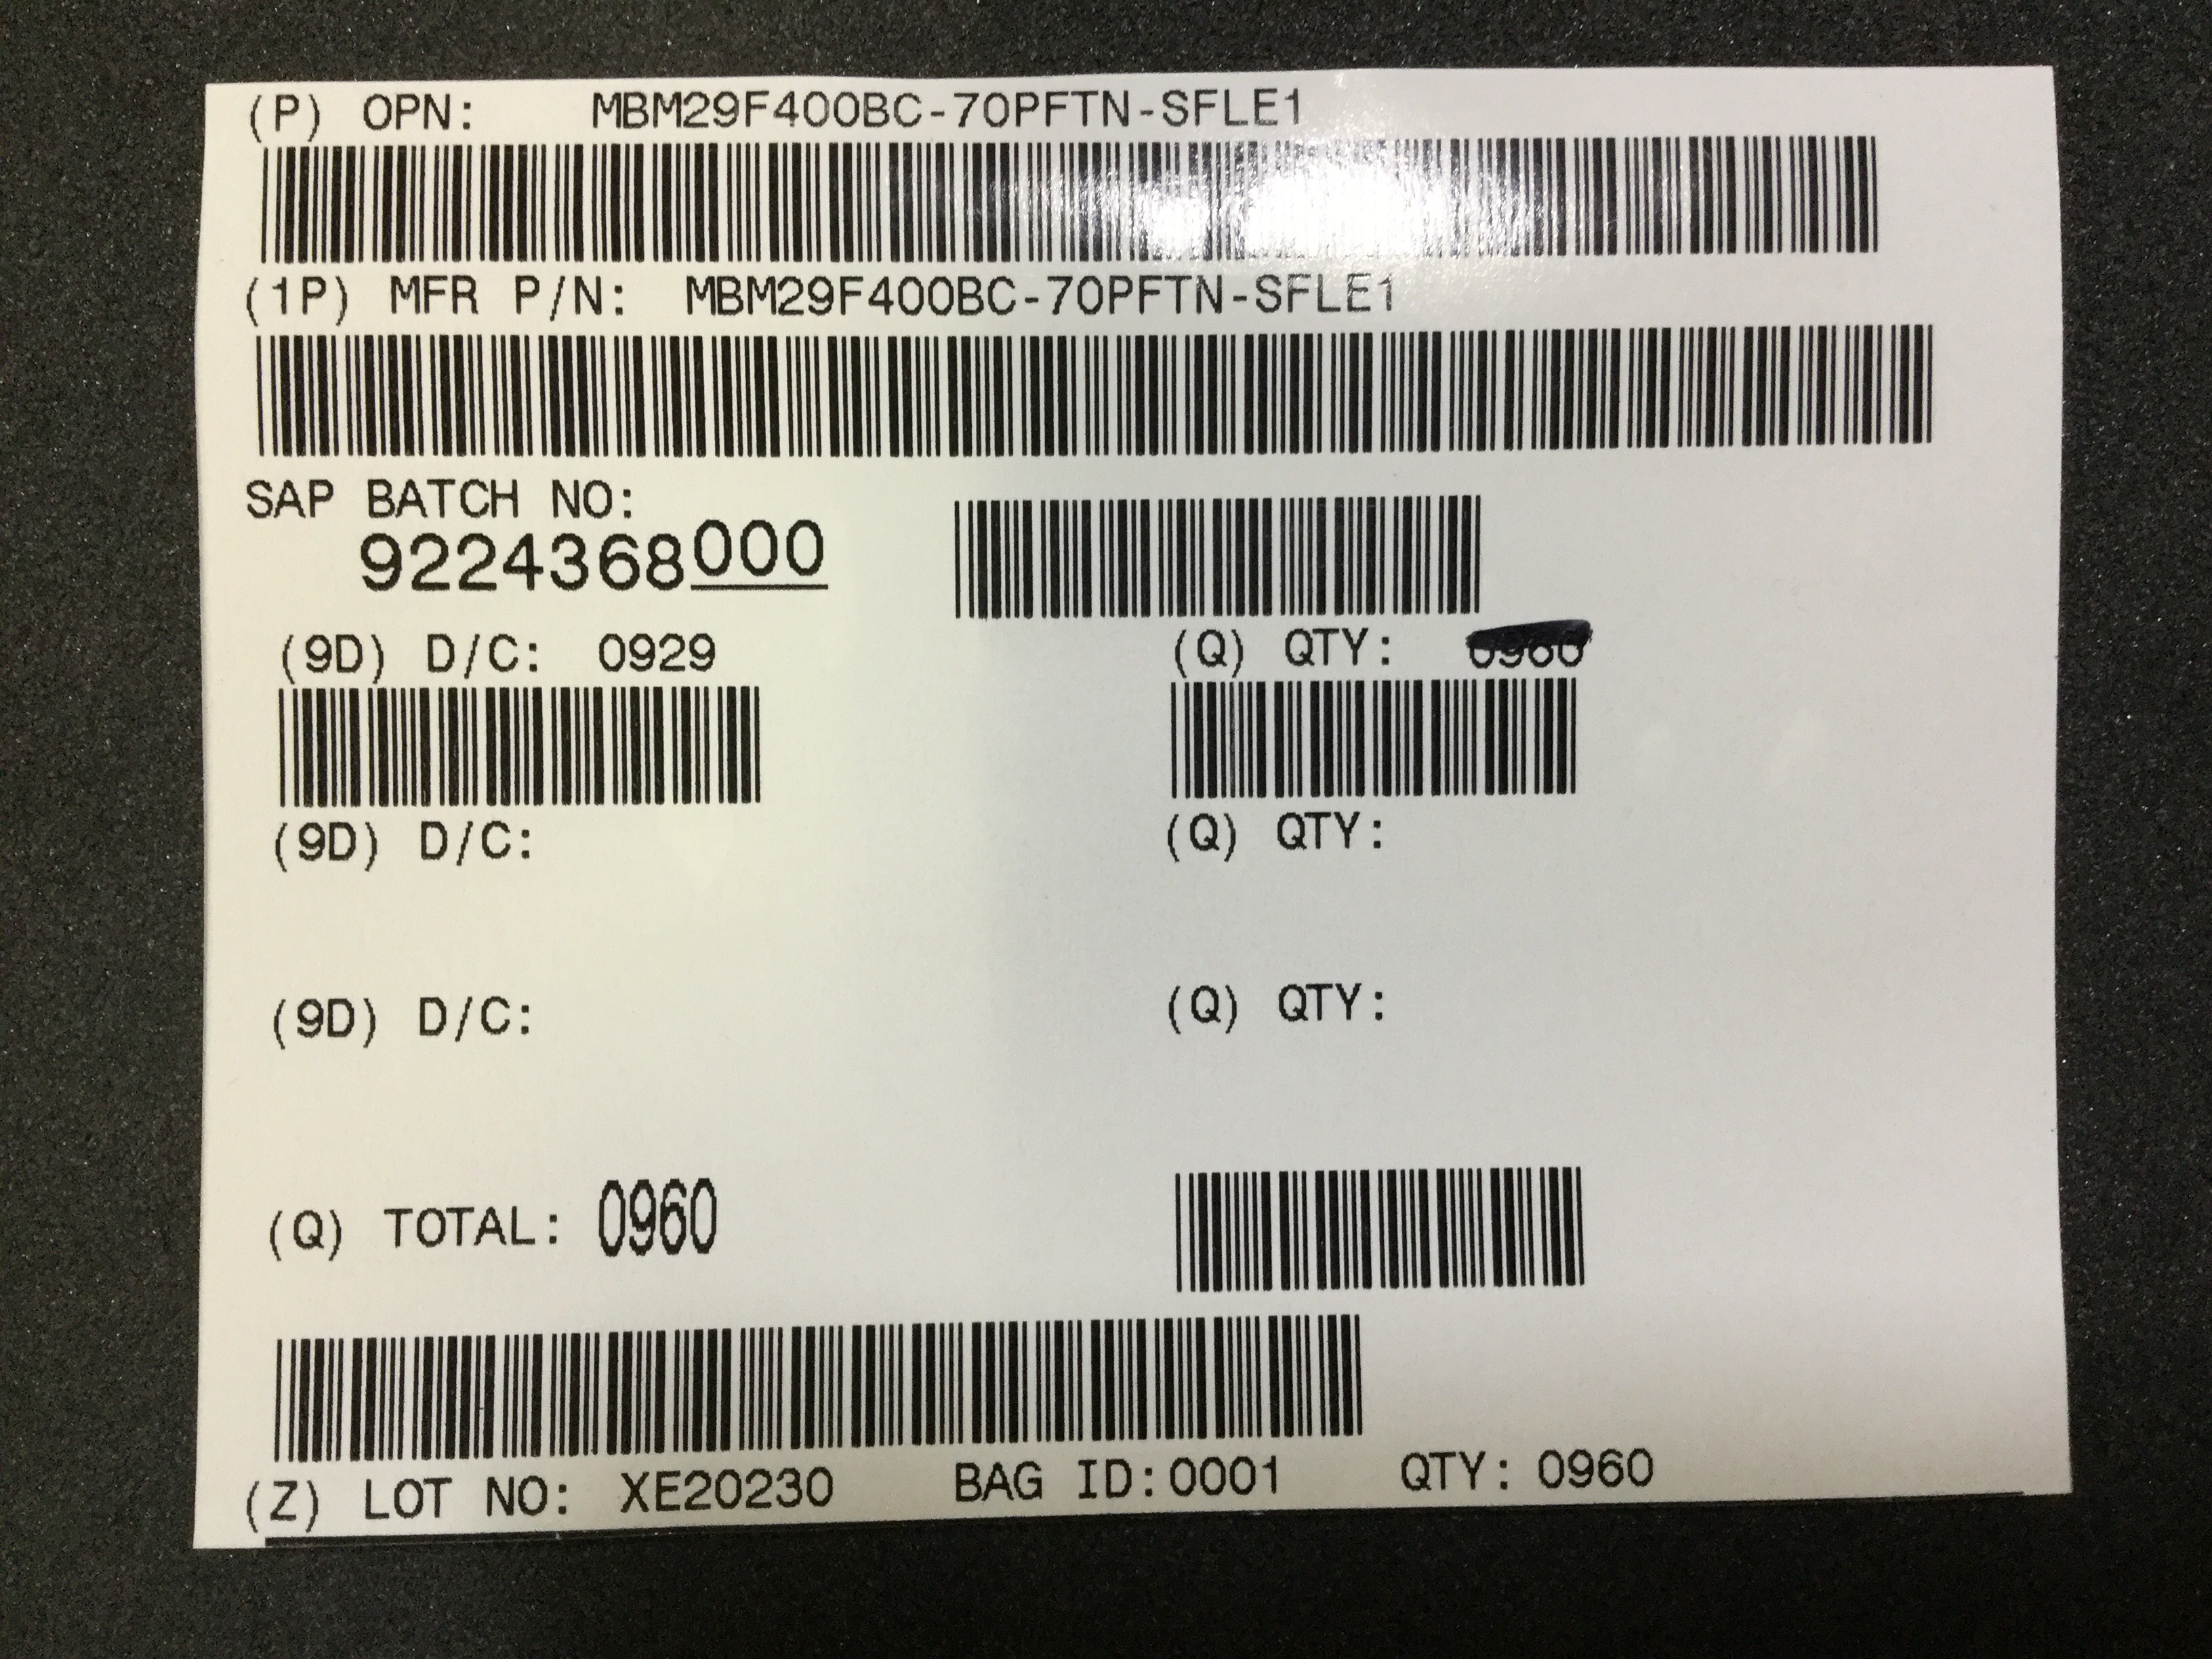 (P) OPN: MBM29F400BC-70PFTN-SFLE1
(1P) MFR P/N: MBM29F400BC-70PFTN-SFLE1
SAP BATCH NO:
9224368000
(9D) D/C: 0929 (Q) QTY: 0960
(9D) D/C: (Q) QTY:
(9D) D/C: (Q) QTY:
(Q) TOTAL: 0960
(Z) LOT NO: XE20230 BAG ID:0001 QTY: 0960